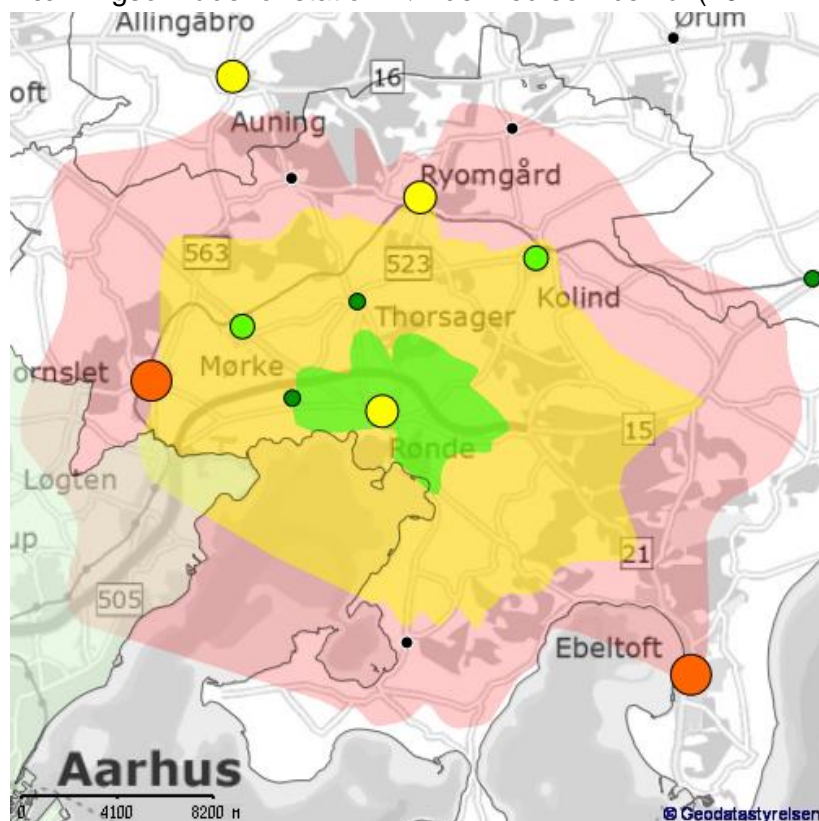 Allingåbro
Ørum
oft
16
Auning
Ryomgård
563
523
Kolind
Thorsager
ornslet
Mørke
15
Rønde
Løgten
up
21
505
Ebeltoft
Aarhus
0 4100 8200 M
© Geodatastyrelsen